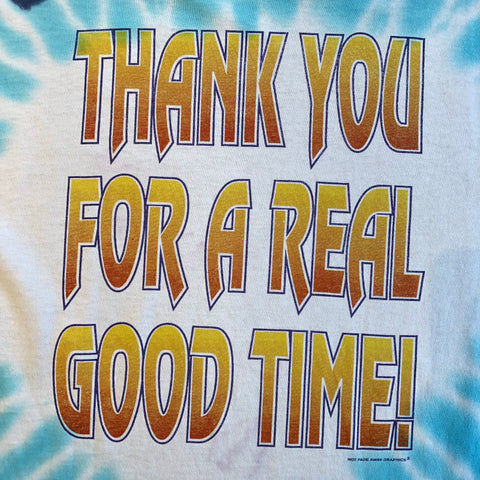 THANK YOU
FOR A REAL
GOOD TIME!
NOT FADE AWAY GRAPHICS®